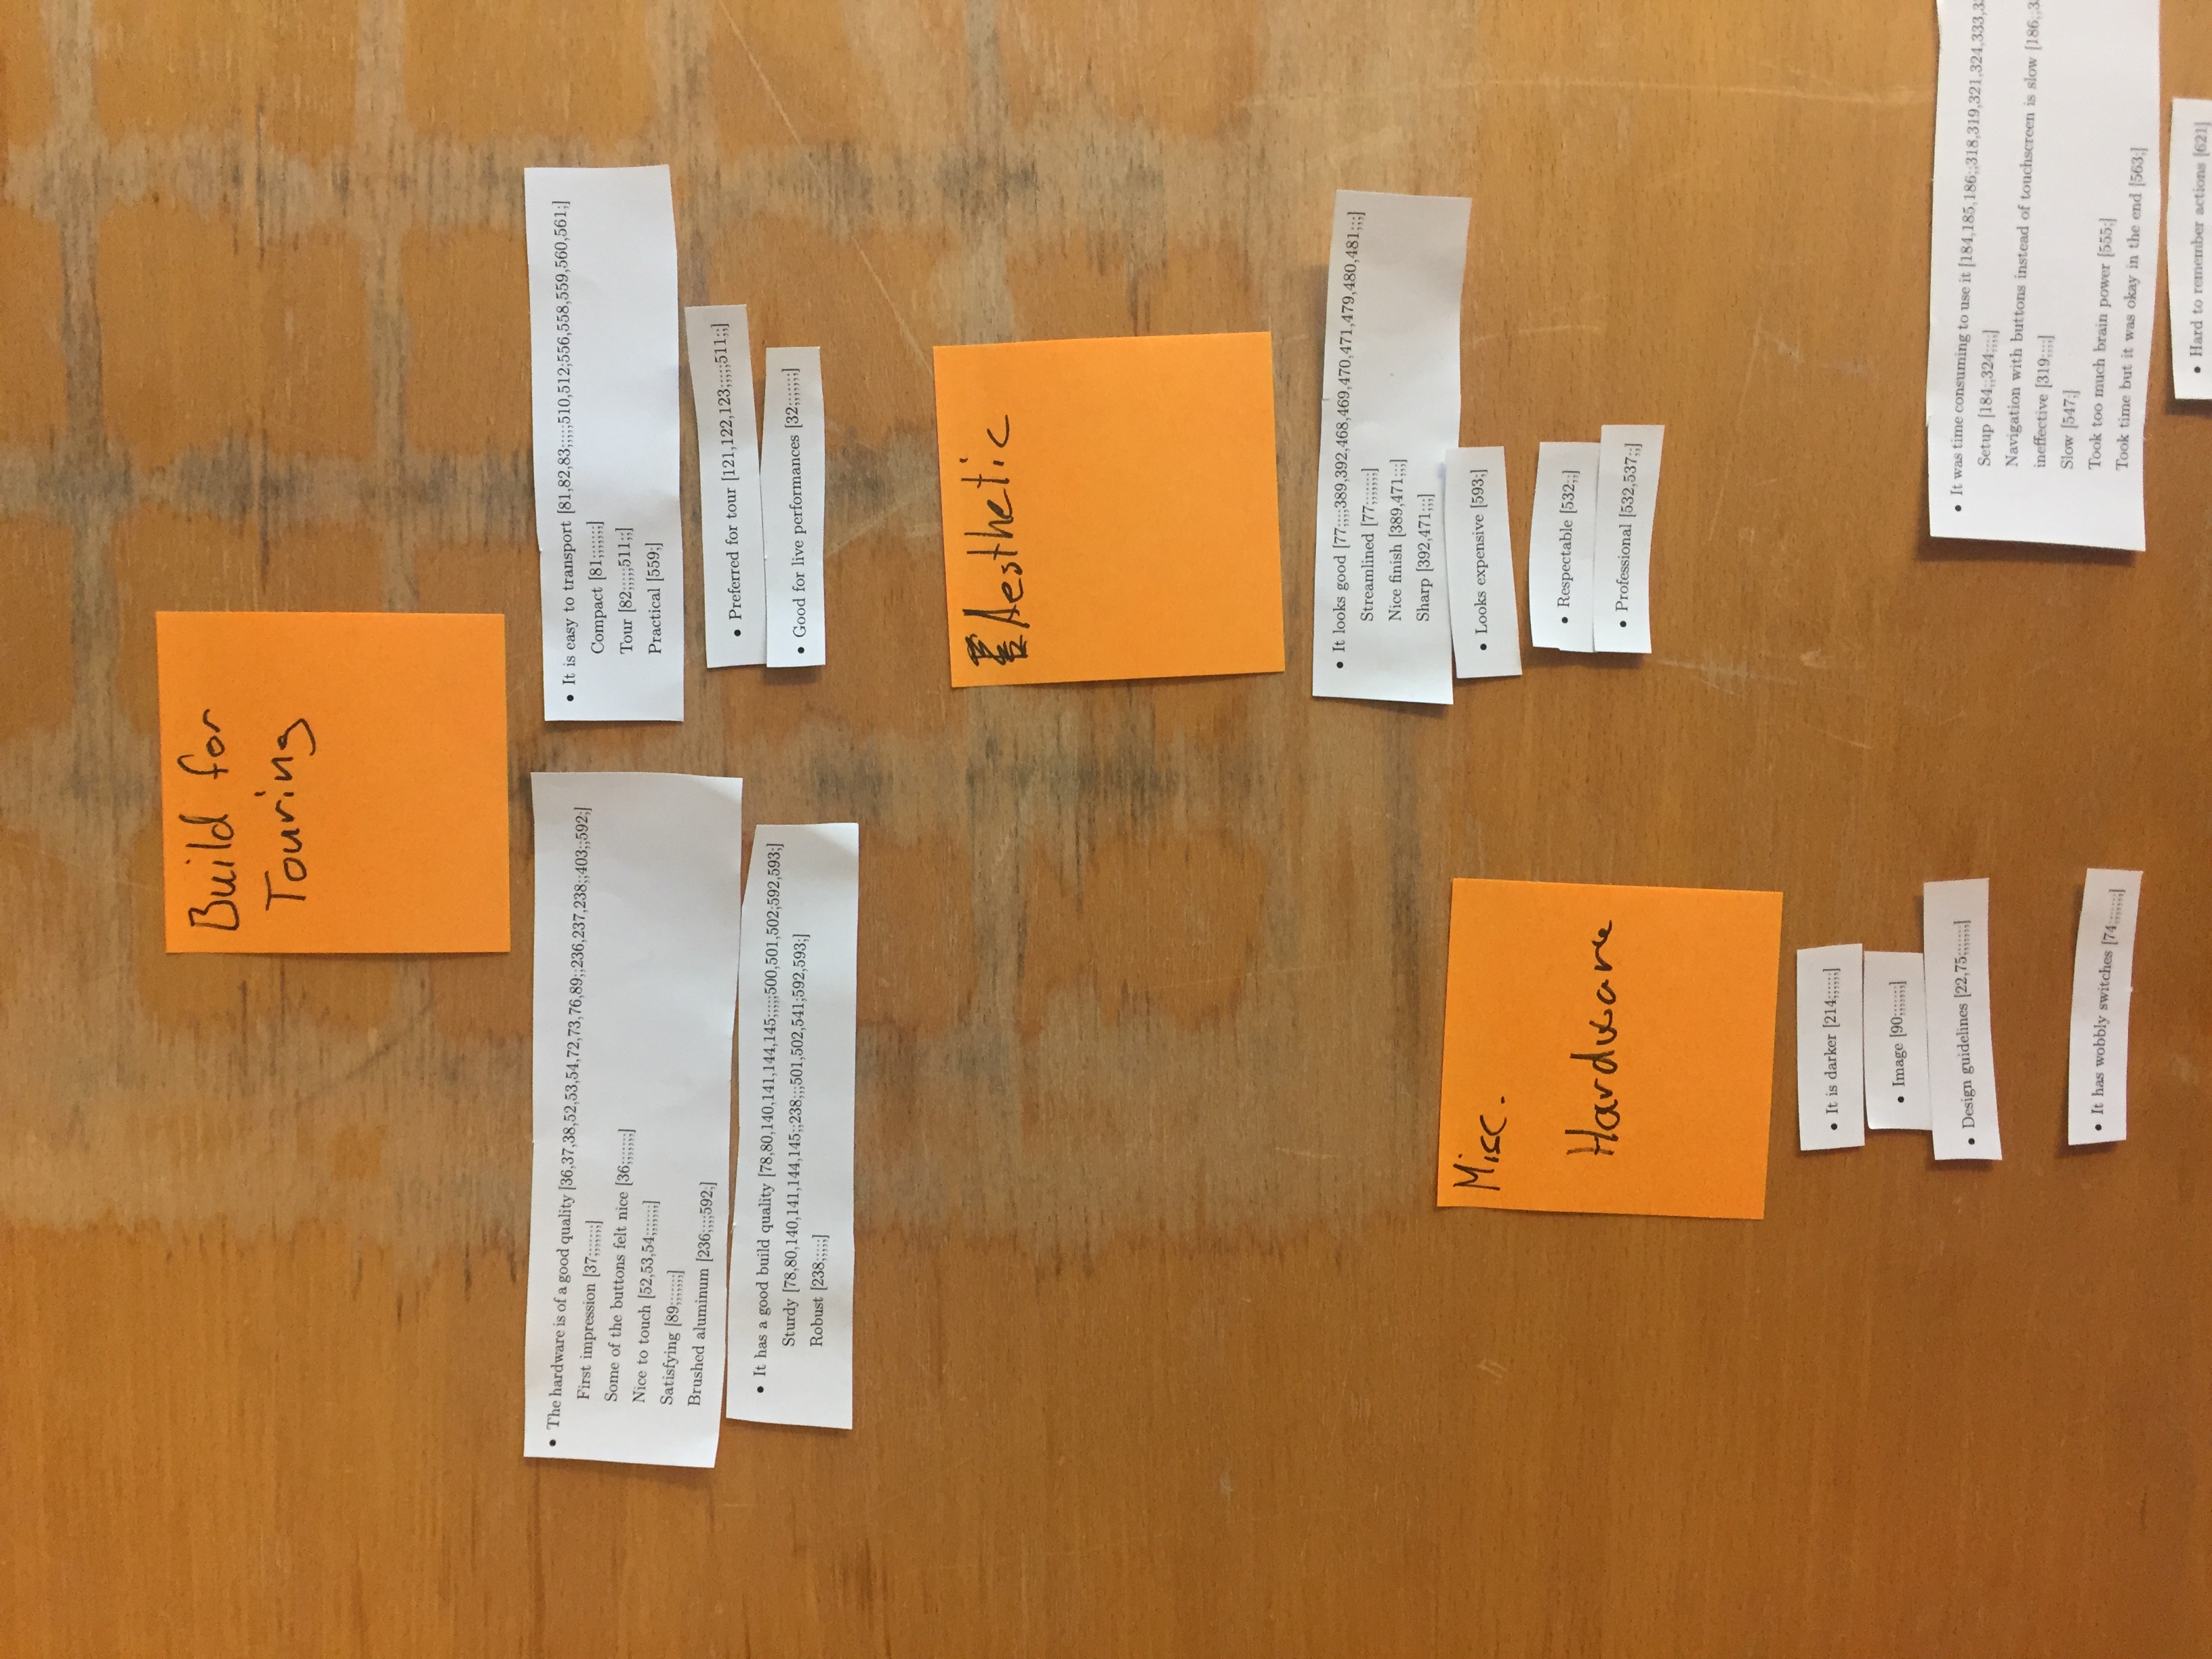 Build for
Touring
• The hardware is of a good quality [36,37,38,52,53,54,72,73,76,89;;236,237,238;;403;;592;]
First impression [37;;;;;;;]
Some of the buttons felt nice [36;;;;;;;]
Nice to touch [52,53,54;;;;;;;]
Satisfying [89;;;;;;;]
Brushed aluminum [236;;;;592;]
• It has a good build quality [78,80,140,141,144,145;;;;;500,501,502;592,593;]
Sturdy [78,80,140,141,144,145;;238;;;501,502,541;592,593;]
Robust [238;;;;;]
• It is easy to transport [81,82,83;;;;;510,512;556,558,559,560,561;]
Compact [81;;;;;;;]
Tour [82;;;;;511;;]
Practical [559;]
• Preferred for tour [121,122,123;;;;;511;;]
• Good for live performances [32;;;;;;;]
Aesthetic
• It looks good [77;;;;389,392,468,469,470,471,479,480,481;;;]
Streamlined [77;;;;;;;]
Nice finish [389,471;;;]
Sharp [392,471;;;]
• Looks expensive [593;]
• Respectable [532;;]
• Professional [532,537;;]
Misc.
Hardware
• It is darker [214;;;;;;]
• Image [90;;;;;;;]
• Design guidelines [22,75;;;;;;;]
• It has wobbly switches [74;;;;;;;]
• It was time consuming to use it [184,185,186;;318,319,321,324,333,3
Setup [184;;324;;;;]
Navigation with buttons instead of touchscreen is slow [186;;3
ineffective [319;;;;]
Slow [547;]
Took too much brain power [555;]
Took time but it was okay in the end [563;]
• Hard to remember actions [621]